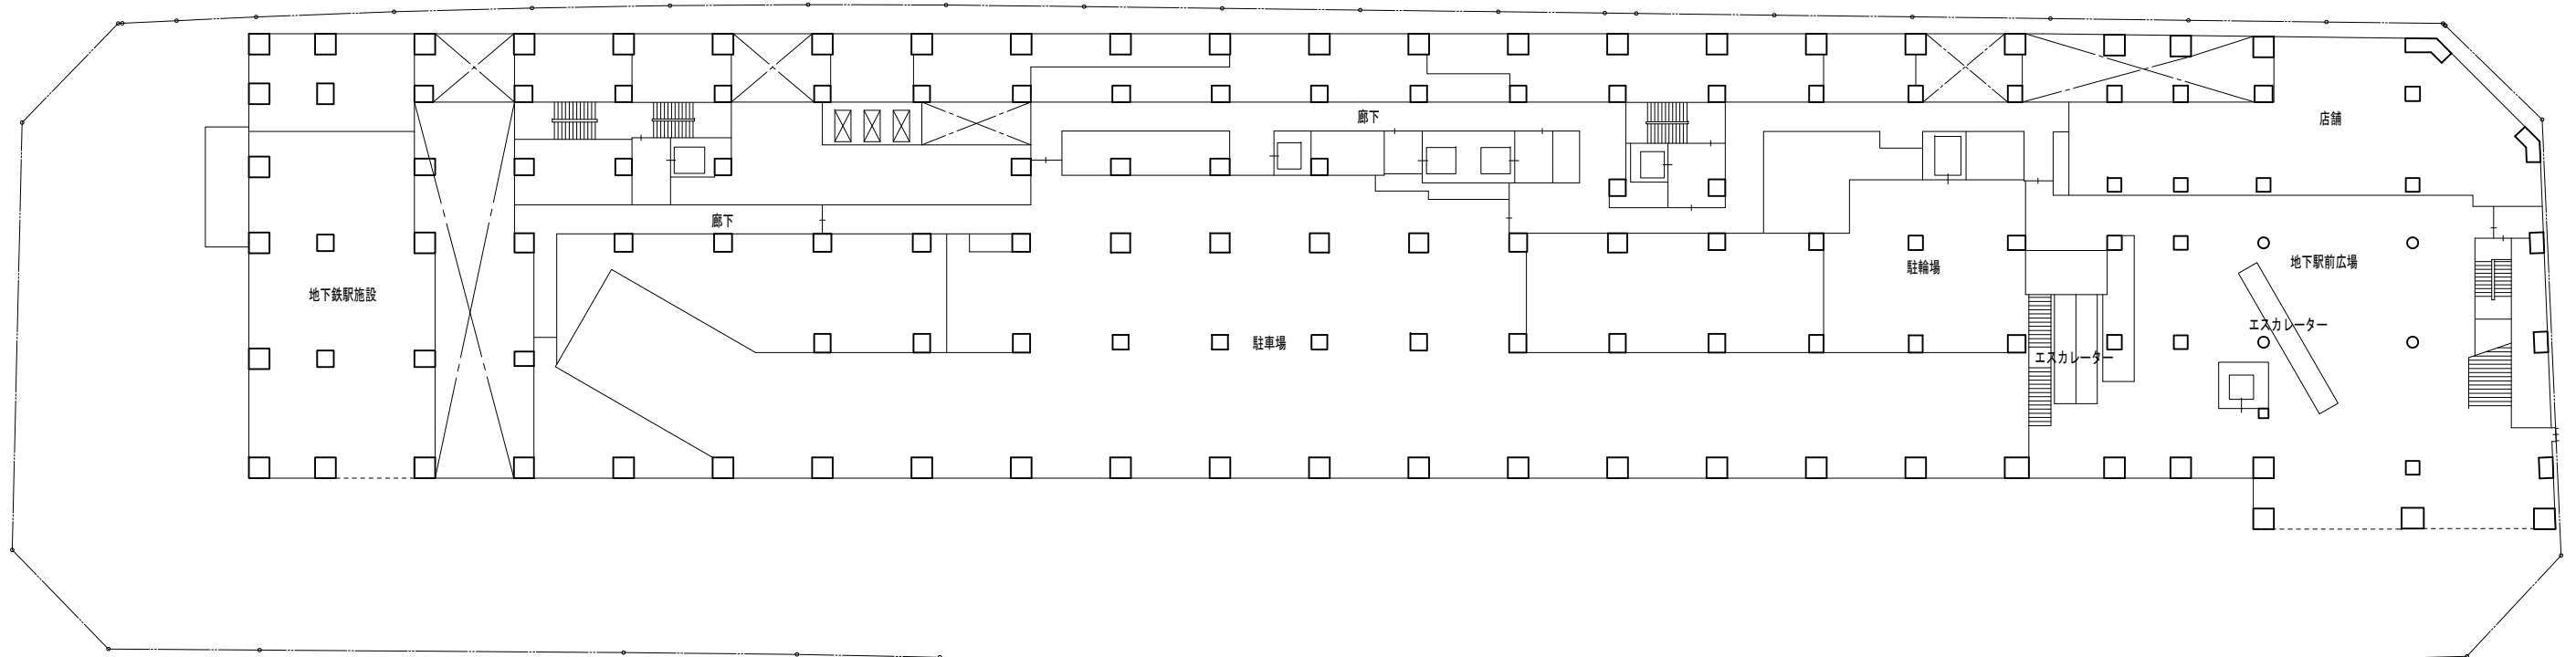 廊下
店舗
廊下
地下駅前広場
駐輪場
地下鉄駅施設
エスカレーター
駐車場
エスカレーター